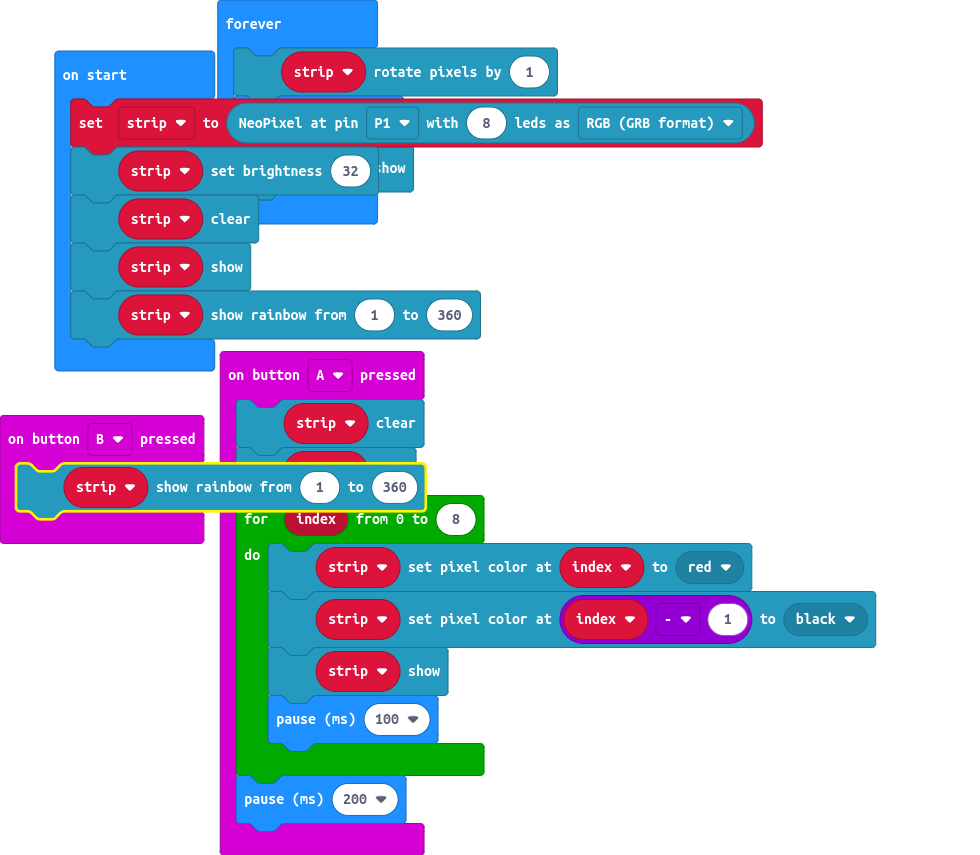 forever
strip rotate pixels by 1
on start
set strip to NeoPixel at pin P1 with 8 leds as RGB (GRB format)
strip set brightness 32
show
strip clear
strip show
strip show rainbow from 1 to 360
on button A pressed
strip clear
on button B pressed
strip show rainbow from 1 to 360
for index from 0 to 8
do
strip set pixel color at index to red
strip set pixel color at index - 1 to black
strip show
pause (ms) 100
pause (ms) 200